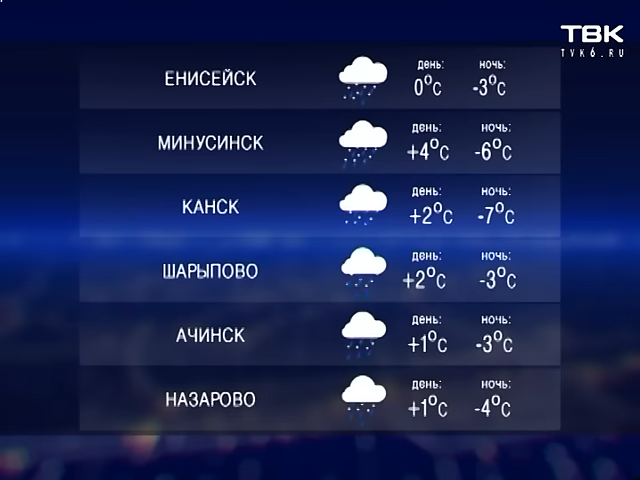 ТВК
TVK6.RU
ЕНИСЕЙСК
день: ночь:
0°C -3°C
МИНУСИНСК
день: ночь:
+4°C -6°C
КАНСК
день: ночь:
+2°C -7°C
ШАРЫПОВО
день: ночь:
+2°C -3°C
АЧИНСК
день: ночь:
+1°C -3°C
НАЗАРОВО
день: ночь:
+1°C -4°C